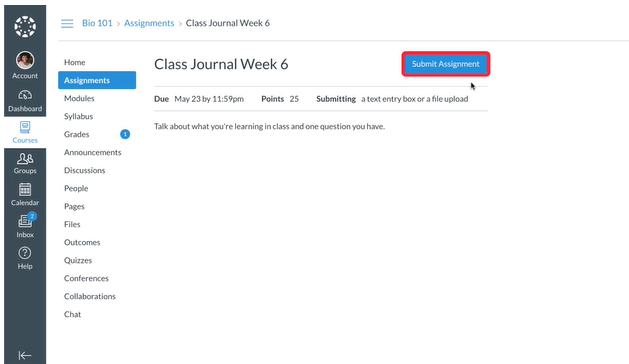 Bio 101 > Assignments > Class Journal Week 6
Account
Dashboard
Courses
Groups
Calendar
2
Inbox
Help
Home
Assignments
Modules
Syllabus
Grades 1
Announcements
Discussions
People
Pages
Files
Outcomes
Quizzes
Conferences
Collaborations
Chat
Class Journal Week 6
Submit Assignment
Due May 23 by 11:59pm Points 25 Submitting a text entry box or a file upload
Talk about what you're learning in class and one question you have.